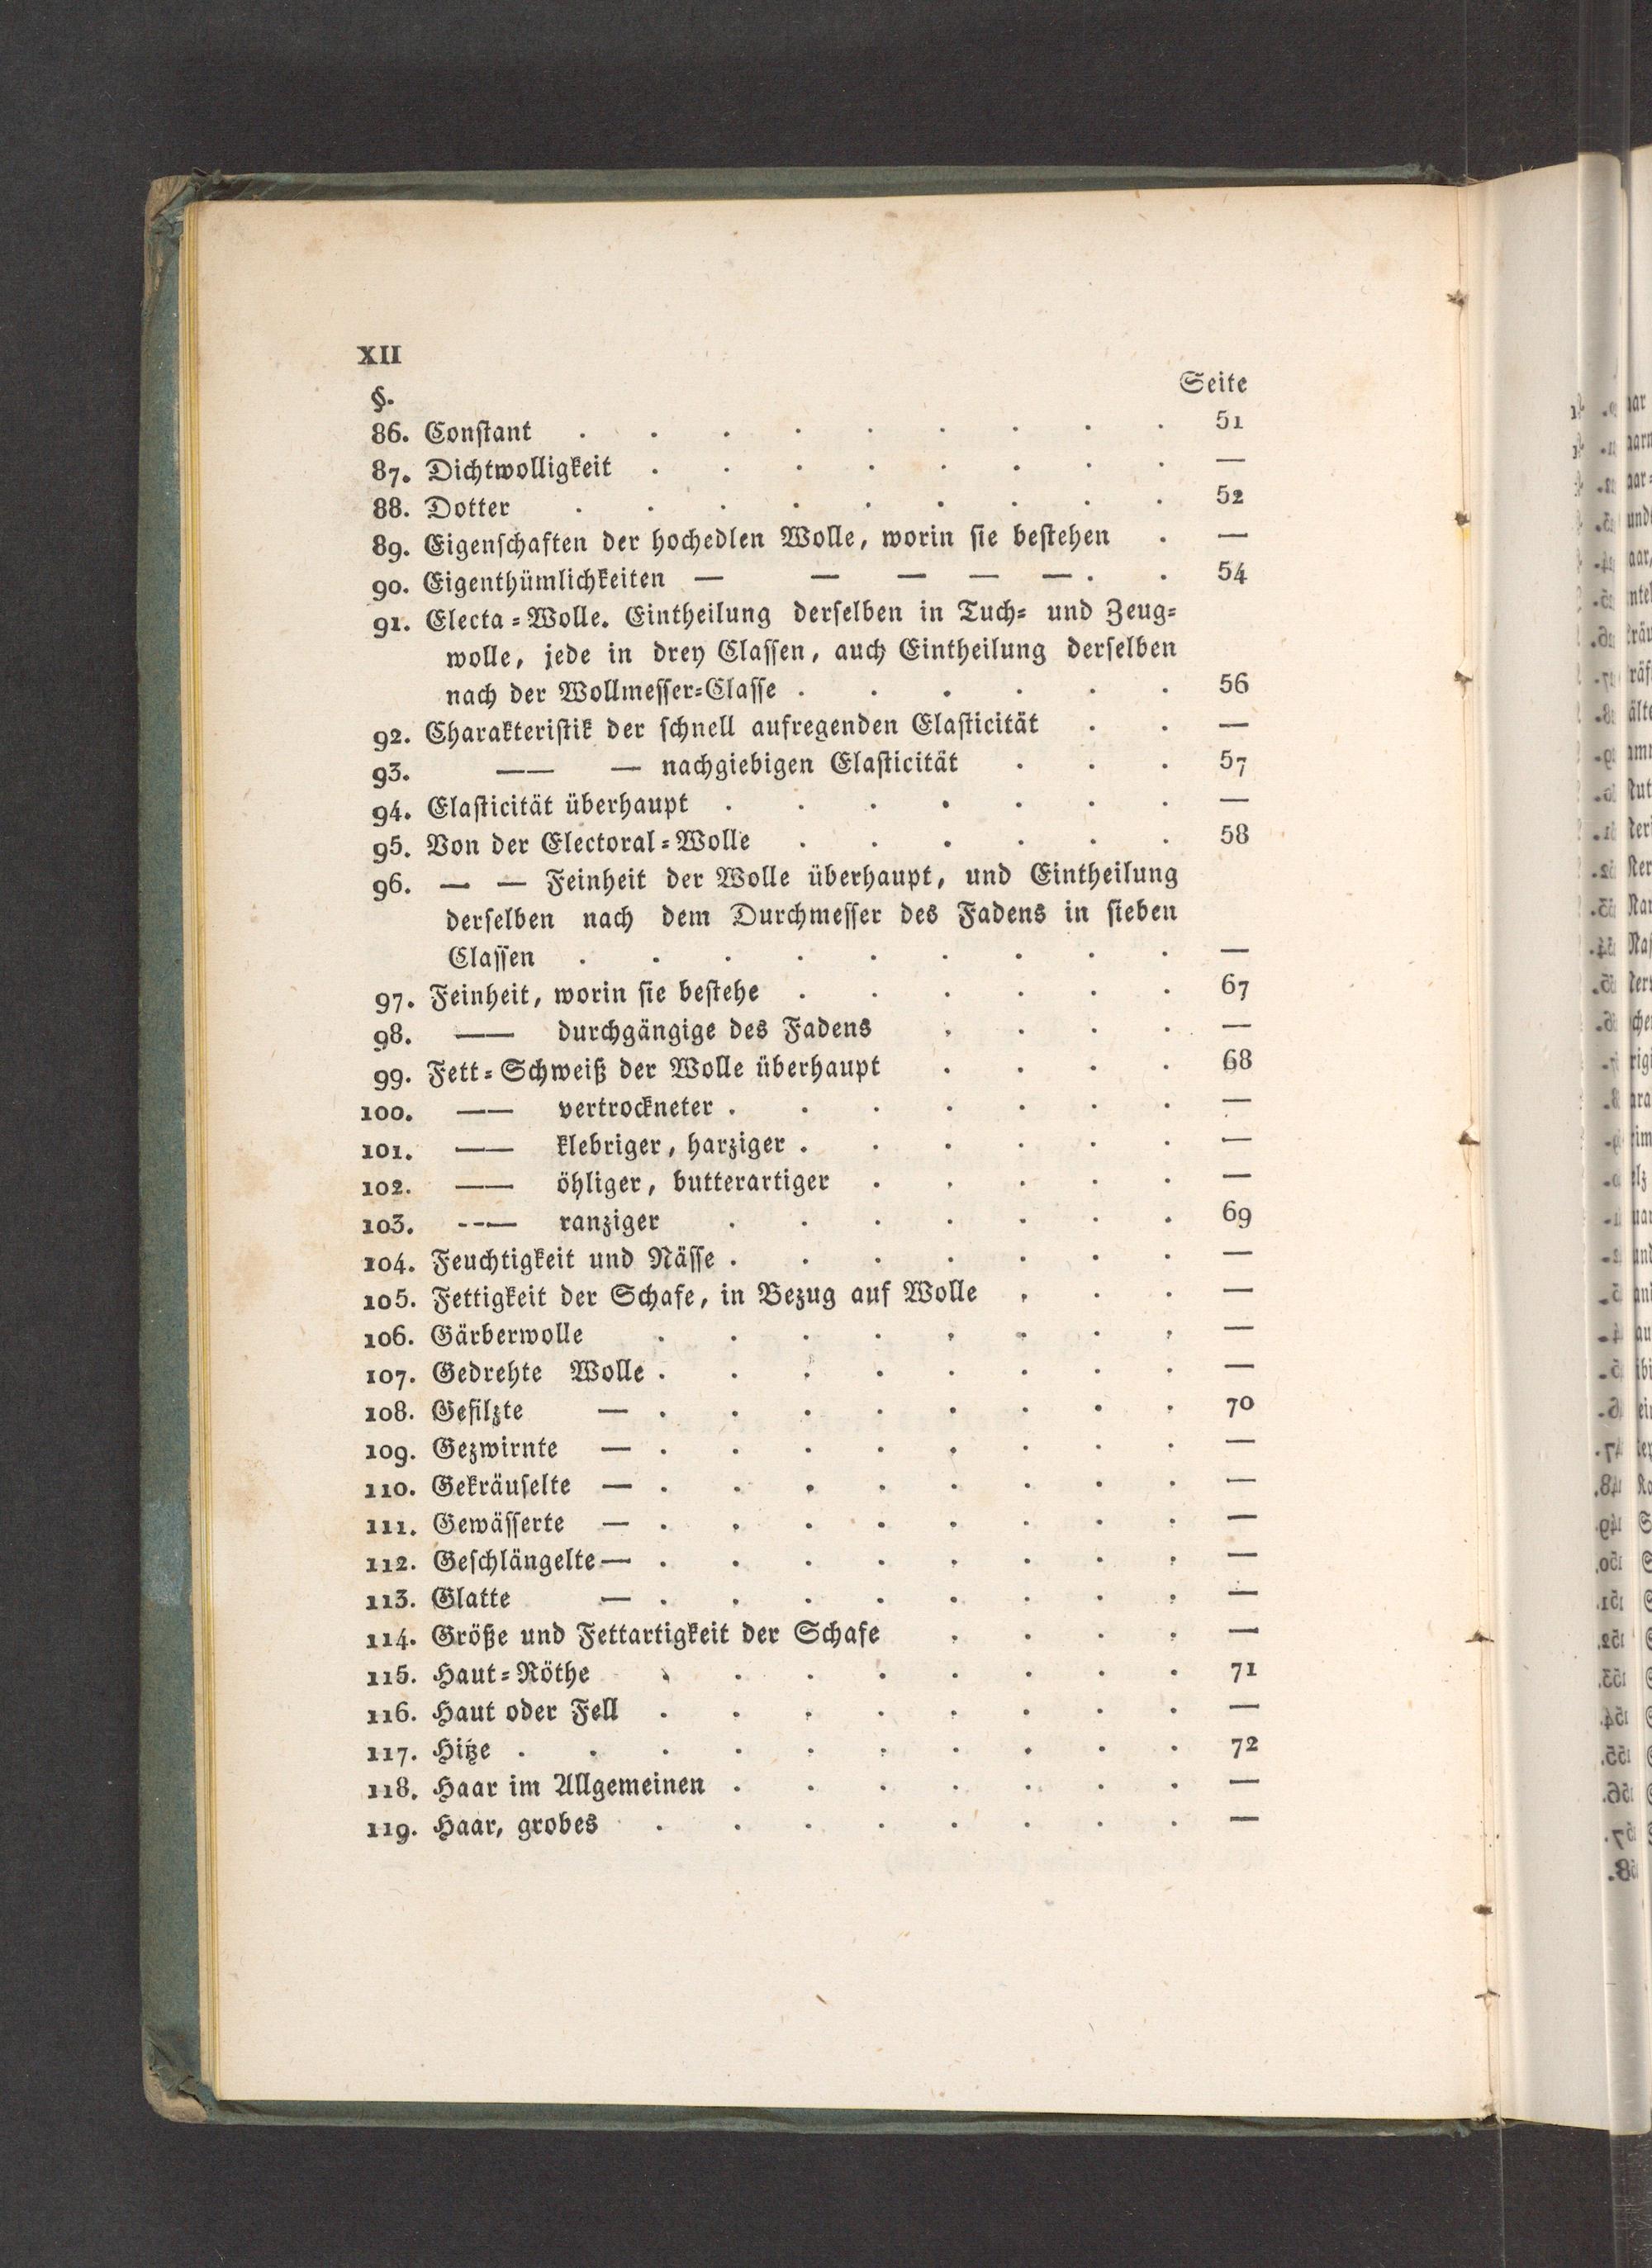 XII
§. Seite
86. Constant . . . . . . . . . 51
87. Dichtwolligkeit . . . . . . . . —
88. Dotter . . . . . . . . . 52
89. Eigenschaften der hochedlen Wolle, worin sie bestehen . —
90. Eigenthümlichkeiten — — — — — . . 54
91. Electa=Wolle. Eintheilung derselben in Tuch= und Zeug=
wolle, jede in drey Classen, auch Eintheilung derselben
nach der Wollmesser=Classe . . . . . . 56
92. Charakteristik der schnell aufregenden Elasticität . . —
93. —— — nachgiebigen Elasticität . . . 57
94. Elasticität überhaupt . . . . . . . —
95. Von der Electoral=Wolle . . . . . . 58
96. — — Feinheit der Wolle überhaupt, und Eintheilung
derselben nach dem Durchmesser des Fadens in sieben
Classen . . . . . . . . . —
97. Feinheit, worin sie bestehe . . . . . . 67
98. —— durchgängige des Fadens . . . . —
99. Fett=Schweiß der Wolle überhaupt . . . . 68
100. —— vertrockneter . . . . . . . —
101. —— klebriger, harziger . . . . . . —
102. —— öhliger, butterartiger . . . . . —
103. --— ranziger . . . . . . . 69
104. Feuchtigkeit und Nässe . . . . . . . —
105. Fettigkeit der Schafe, in Bezug auf Wolle . . . —
106. Gärberwolle . . . . . . . . —
107. Gedrehte Wolle . . . . . . . . —
108. Gefilzte — . . . . . . . . 70
109. Gezwirnte — . . . . . . . . —
110. Gekräuselte — . . . . . . . . —
111. Gewässerte — . . . . . . . . —
112. Geschlängelte — . . . . . . . . —
113. Glatte — . . . . . . . . —
114. Größe und Fettartigkeit der Schafe . . . . —
115. Haut=Röthe . . . . . . . . 71
116. Haut oder Fell . . . . . . . . —
117. Hitze . . . . . . . . . . 72
118. Haar im Allgemeinen . . . . . . . —
119. Haar, grobes . . . . . . . . —